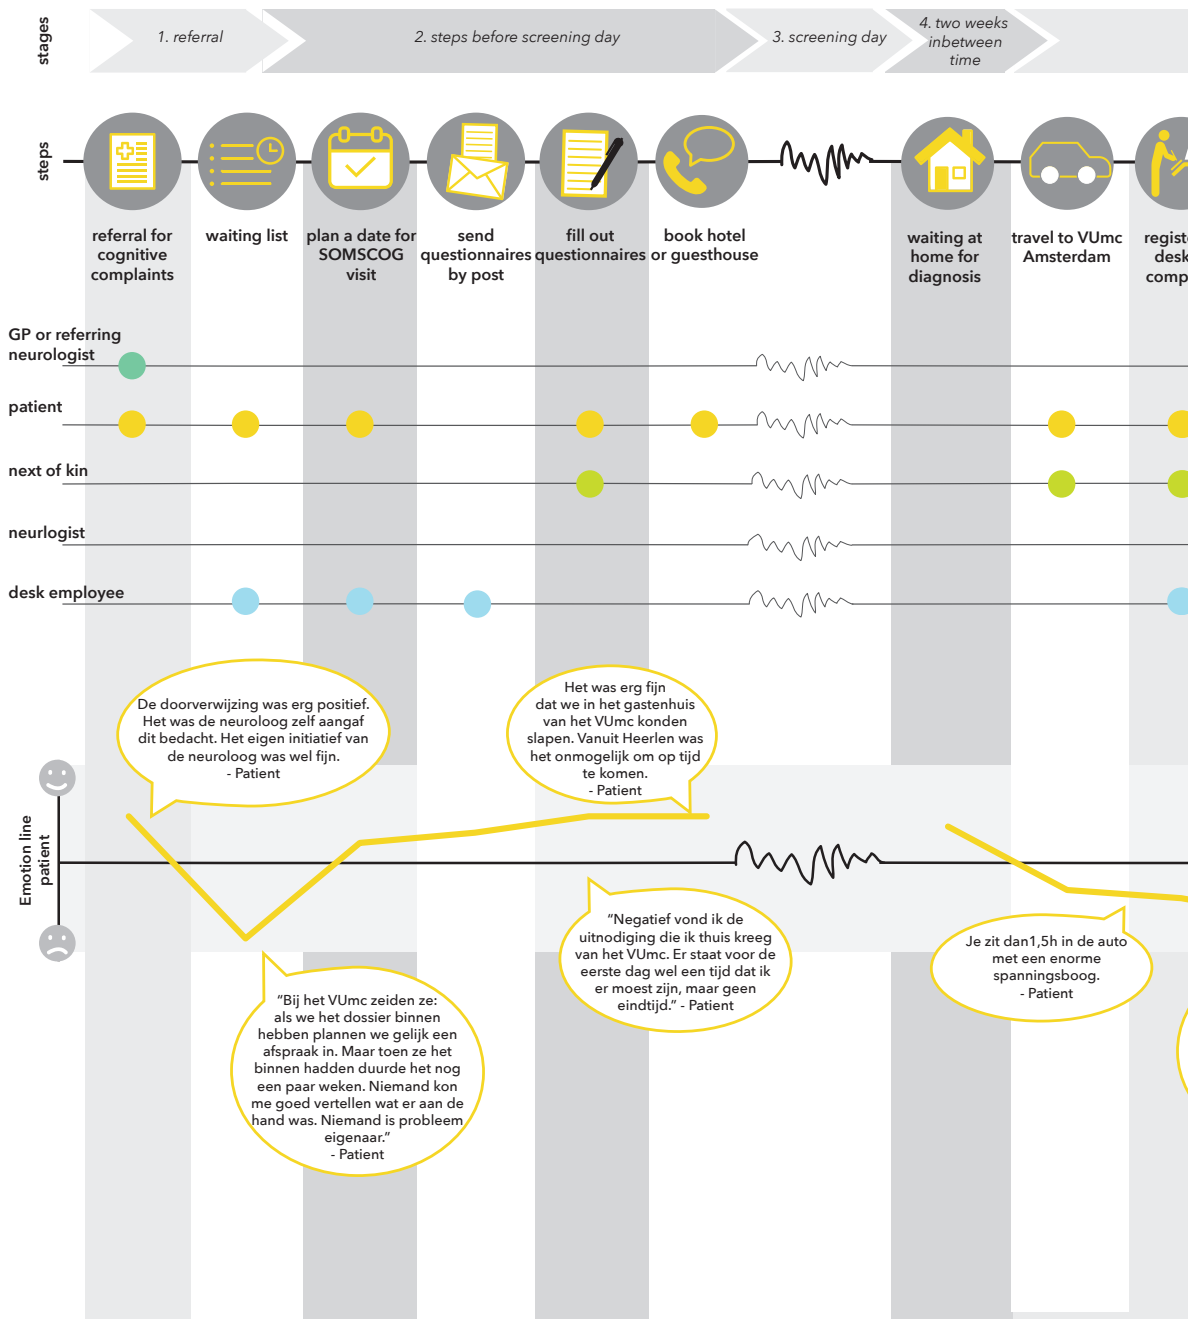 stages
1. referral
2. steps before screening day
3. screening day
4. two weeks
inbetween
time
steps
referral for
cognitive
complaints
waiting list
plan a date for
SOMSCOG
visit
send
questionnaires
by post
fill out
questionnaires
book hotel
or guesthouse
waiting at
home for
diagnosis
travel to VUmc
Amsterdam
registe
desk
comp
GP or referring
neurologist
patient
next of kin
neurlogist
desk employee
De doorverwijzing was erg positief.
Het was de neuroloog zelf aangaf
dit bedacht. Het eigen initiatief van
de neuroloog was wel fijn.
- Patient
Het was erg fijn
dat we in het gastenhuis
van het VUmc konden
slapen. Vanuit Heerlen was
het onmogelijk om op tijd
te komen.
- Patient
Emotion line
patient
"Negatief vond ik de
uitnodiging die ik thuis kreeg
van het VUmc. Er staat voor de
eerste dag wel een tijd dat ik
er moest zijn, maar geen
eindtijd." - Patient
Je zit dan1,5h in de auto
met een enorme
spanningsboog.
- Patient
"Bij het VUmc zeiden ze:
als we het dossier binnen
hebben plannen we gelijk een
afspraak in. Maar toen ze het
binnen hadden duurde het nog
een paar weken. Niemand kon
me goed vertellen wat er aan de
hand was. Niemand is probleem
eigenaar."
- Patient